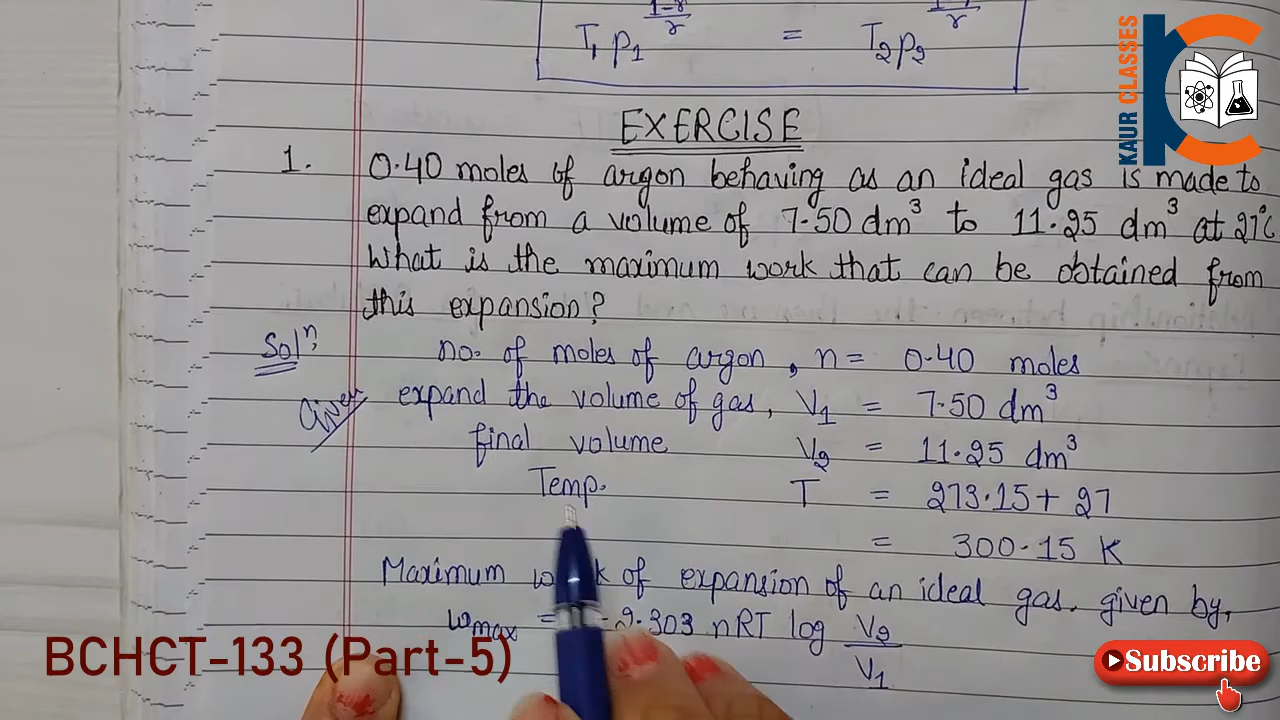 T₁ p₁^(1-γ)/γ = T₂ p₂
KAUR CLASSES
EXERCISE
1. 0.40 moles of argon behaving as an ideal gas is made to
expand from a volume of 7.50 dm³ to 11.25 dm³ at 27°C
What is the maximum work that can be obtained from
this expansion?
Solⁿ: no. of moles of argon, n = 0.40 moles
Given expand the volume of gas, V₁ = 7.50 dm³
final volume V₂ = 11.25 dm³
Temp. T = 273.15 + 27
= 300.15 K
Maximum of expansion of an ideal gas. given by,
wmax = -2.303 nRT log V₂/V₁
BCHCT-133 (Part-5)
Subscribe